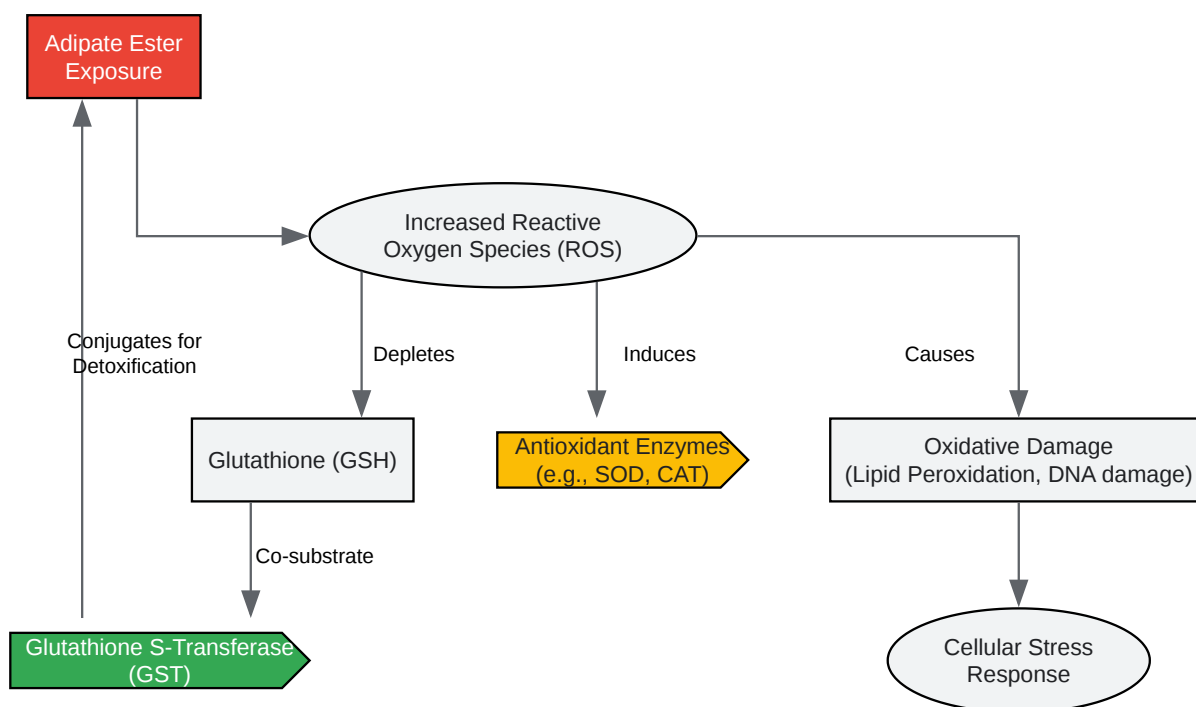 Adipate Ester
Exposure
Increased Reactive
Oxygen Species (ROS)
Conjugates for
Detoxification
Depletes
Induces
Causes
Glutathione (GSH)
Antioxidant Enzymes
(e.g., SOD, CAT)
Oxidative Damage
(Lipid Peroxidation, DNA damage)
Co-substrate
Glutathione S-Transferase
(GST)
Cellular Stress
Response